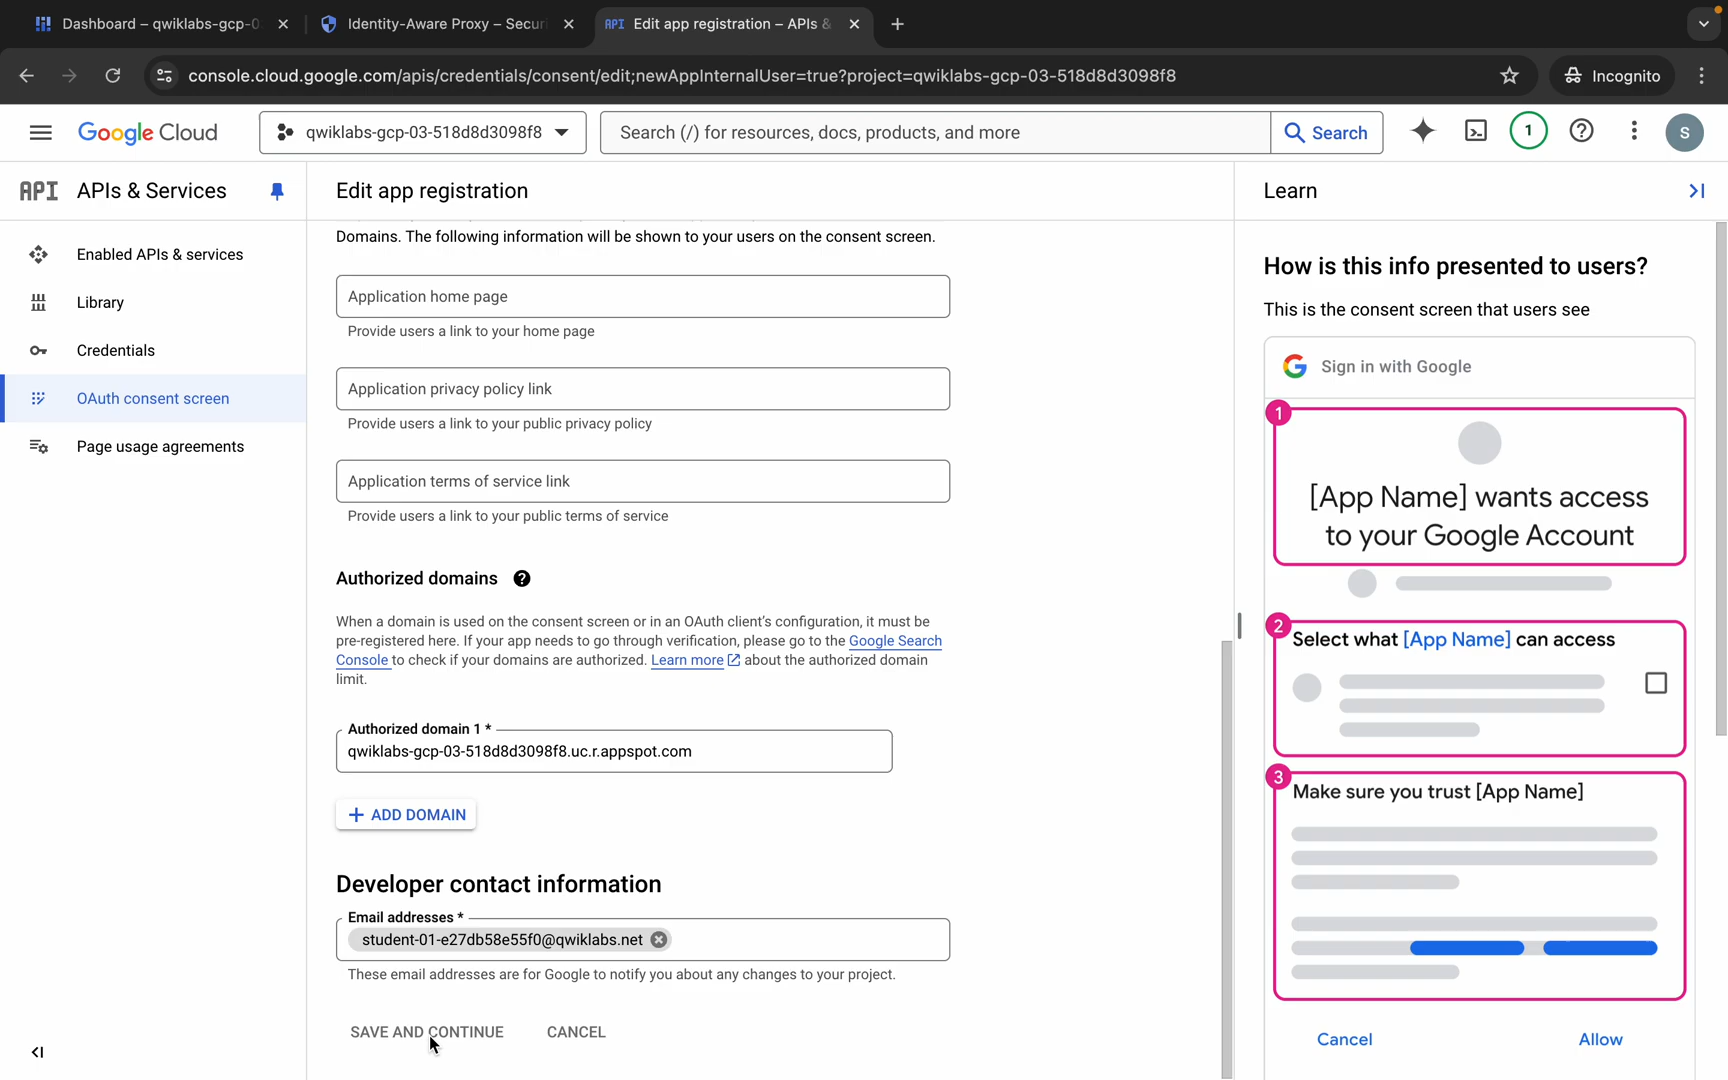 Dashboard – qwiklabs-gcp-0
Identity-Aware Proxy – Secur
API Edit app registration – APIs &
console.cloud.google.com/apis/credentials/consent/edit;newAppInternalUser=true?project=qwiklabs-gcp-03-518d8d3098f8
Incognito
Google Cloud
qwiklabs-gcp-03-518d8d3098f8
Search (/) for resources, docs, products, and more
Search
1
S
API APIs & Services
Enabled APIs & services
Library
Credentials
OAuth consent screen
Page usage agreements
Edit app registration
Domains. The following information will be shown to your users on the consent screen.
Application home page
Provide users a link to your home page
Application privacy policy link
Provide users a link to your public privacy policy
Application terms of service link
Provide users a link to your public terms of service
Authorized domains
When a domain is used on the consent screen or in an OAuth client's configuration, it must be
pre-registered here. If your app needs to go through verification, please go to the Google Search
Console to check if your domains are authorized. Learn more about the authorized domain
limit.
Authorized domain 1 *
qwiklabs-gcp-03-518d8d3098f8.uc.r.appspot.com
+ ADD DOMAIN
Developer contact information
Email addresses *
student-01-e27db58e55f0@qwiklabs.net
These email addresses are for Google to notify you about any changes to your project.
SAVE AND CONTINUE
CANCEL
Learn
How is this info presented to users?
This is the consent screen that users see
Sign in with Google
1
[App Name] wants access
to your Google Account
2
Select what [App Name] can access
3
Make sure you trust [App Name]
Cancel
Allow